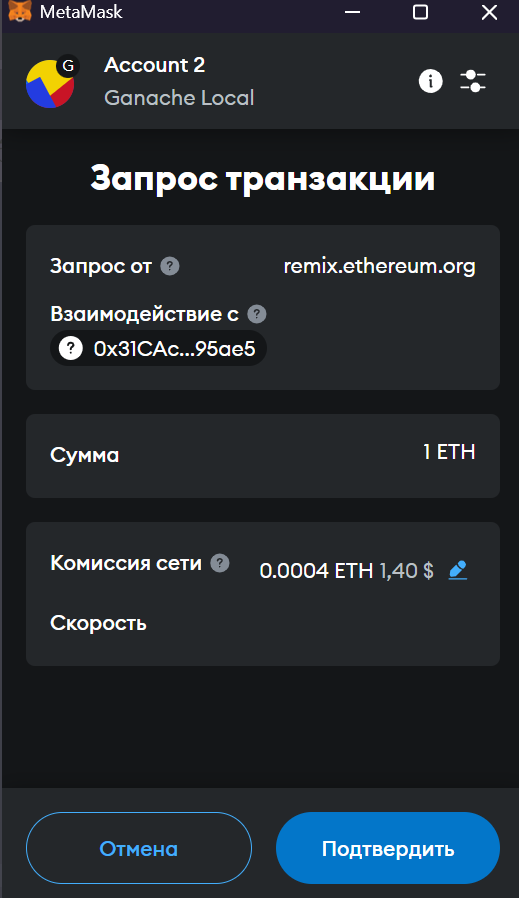 MetaMask
G
Account 2
Ganache Local
Запрос транзакции
Запрос от ? remix.ethereum.org
Взаимодействие с ?
? 0x31CAc...95ae5
Сумма 1 ETH
Комиссия сети ? 0.0004 ETH 1,40 $
Скорость
Отмена Подтвердить